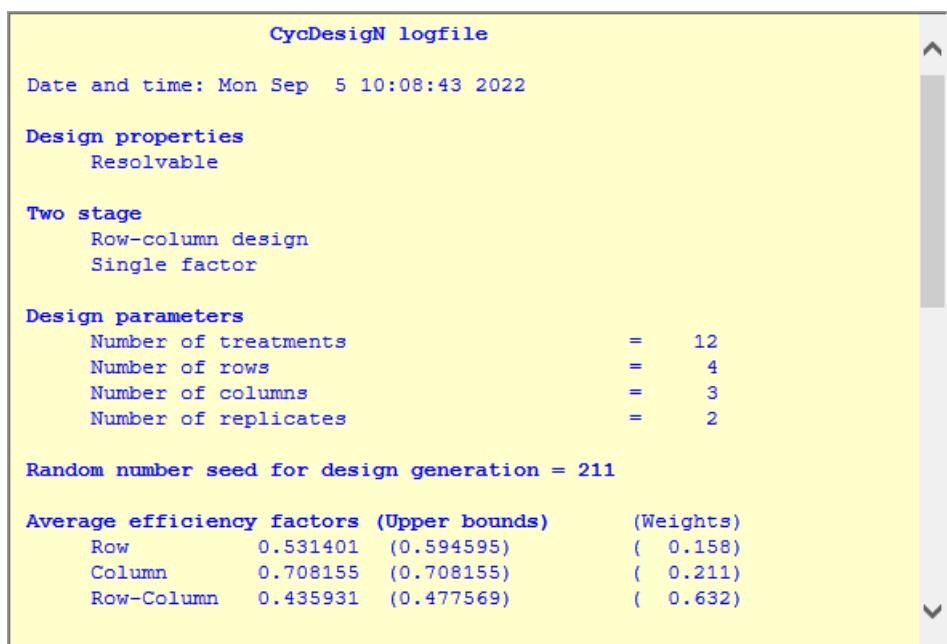 CycDesigN logfile
Date and time: Mon Sep  5 10:08:43 2022
Design properties
Resolvable
Two stage
Row-column design
Single factor
Design parameters
Number of treatments = 12
Number of rows = 4
Number of columns = 3
Number of replicates = 2
Random number seed for design generation = 211
Average efficiency factors (Upper bounds) (Weights)
Row 0.531401 (0.594595) ( 0.158)
Column 0.708155 (0.708155) ( 0.211)
Row-Column 0.435931 (0.477569) ( 0.632)